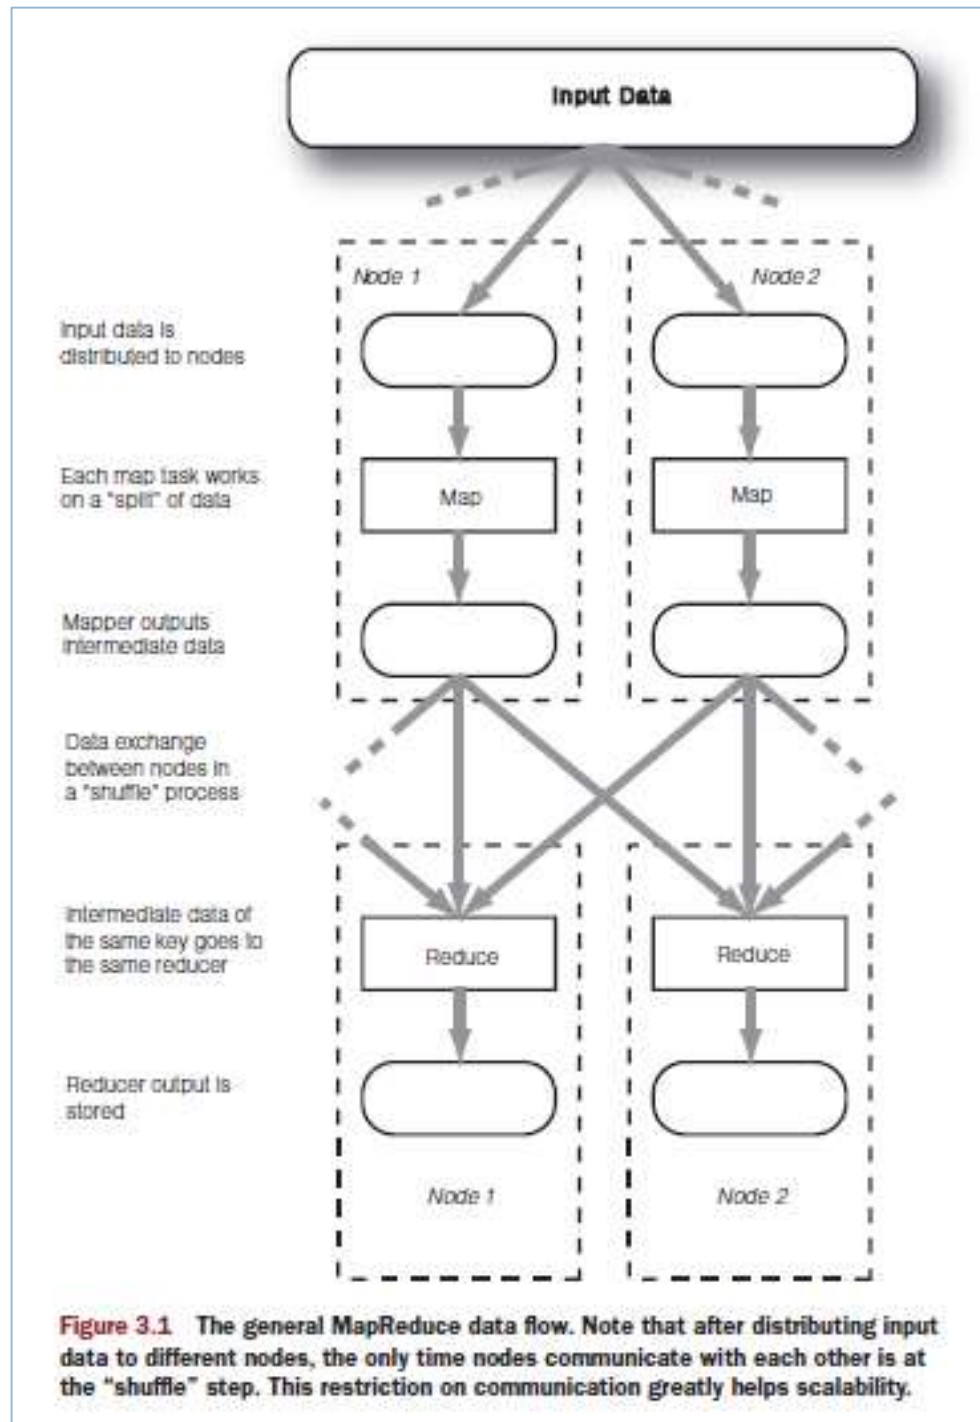 Input Data
Node 1
Node 2
Input data is
distributed to nodes
Each map task works
on a "split" of data
Map
Map
Mapper outputs
intermediate data
Data exchange
between nodes in
a "shuffle" process
Intermediate data of
the same key goes to
the same reducer
Reduce
Reduce
Reducer output is
stored
Node 1
Node 2
Figure 3.1 The general MapReduce data flow. Note that after distributing input
data to different nodes, the only time nodes communicate with each other is at
the “shuffle” step. This restriction on communication greatly helps scalability.